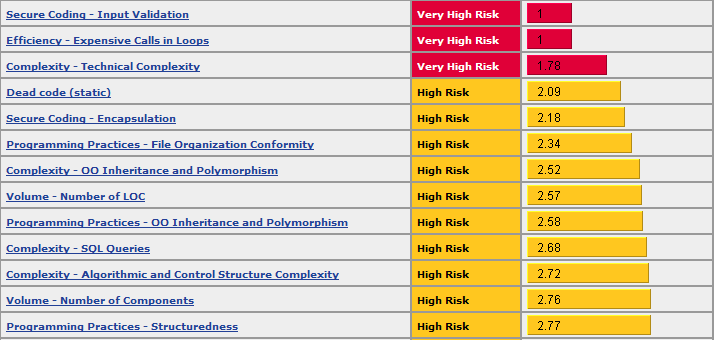 Secure Coding - Input Validation Very High Risk 1
Efficiency - Expensive Calls in Loops Very High Risk 1
Complexity - Technical Complexity Very High Risk 1.78
Dead code (static) High Risk 2.09
Secure Coding - Encapsulation High Risk 2.18
Programming Practices - File Organization Conformity High Risk 2.34
Complexity - OO Inheritance and Polymorphism High Risk 2.52
Volume - Number of LOC High Risk 2.57
Programming Practices - OO Inheritance and Polymorphism High Risk 2.58
Complexity - SQL Queries High Risk 2.68
Complexity - Algorithmic and Control Structure Complexity High Risk 2.72
Volume - Number of Components High Risk 2.76
Programming Practices - Structuredness High Risk 2.77